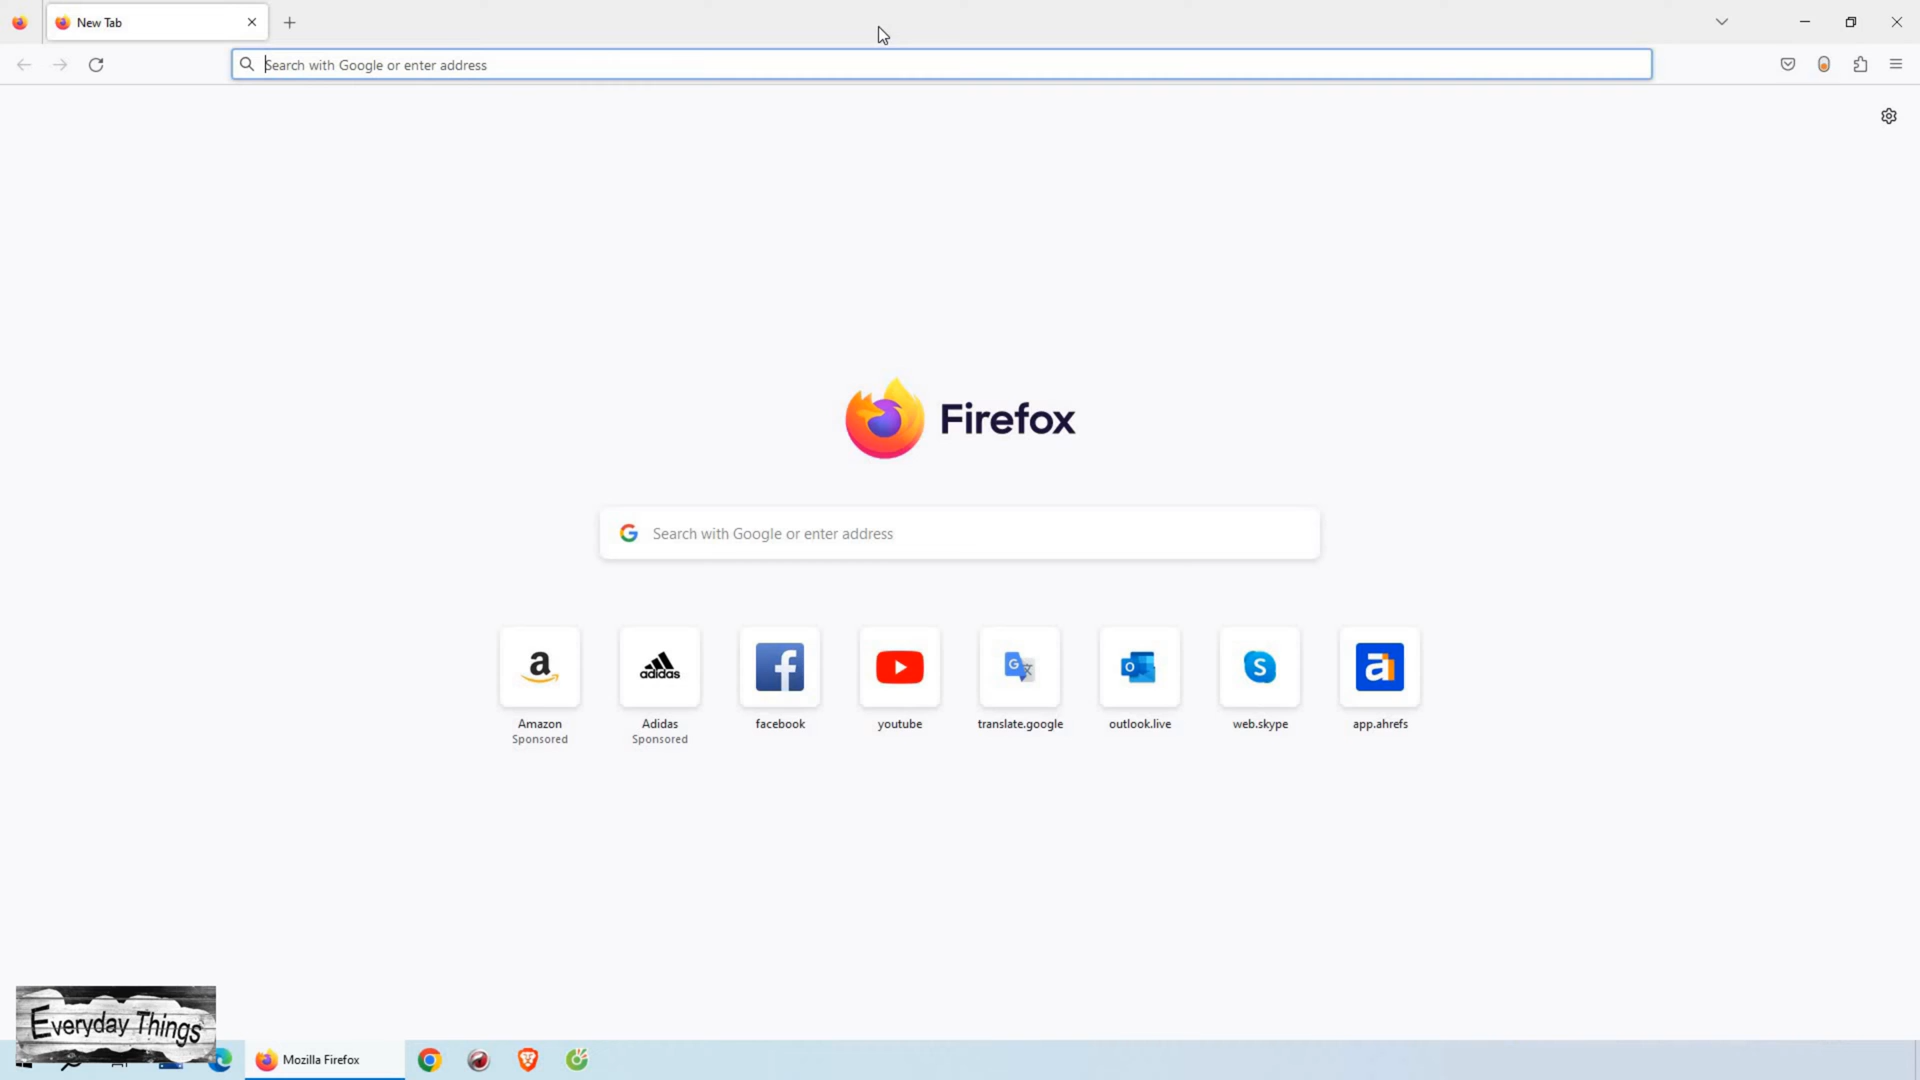 New Tab
Search with Google or enter address
Firefox
Search with Google or enter address
a
adidas
Amazon
Sponsored
Adidas
Sponsored
facebook
youtube
translate.google
outlook.live
web.skype
app.ahrefs
Everyday Things
Mozilla Firefox